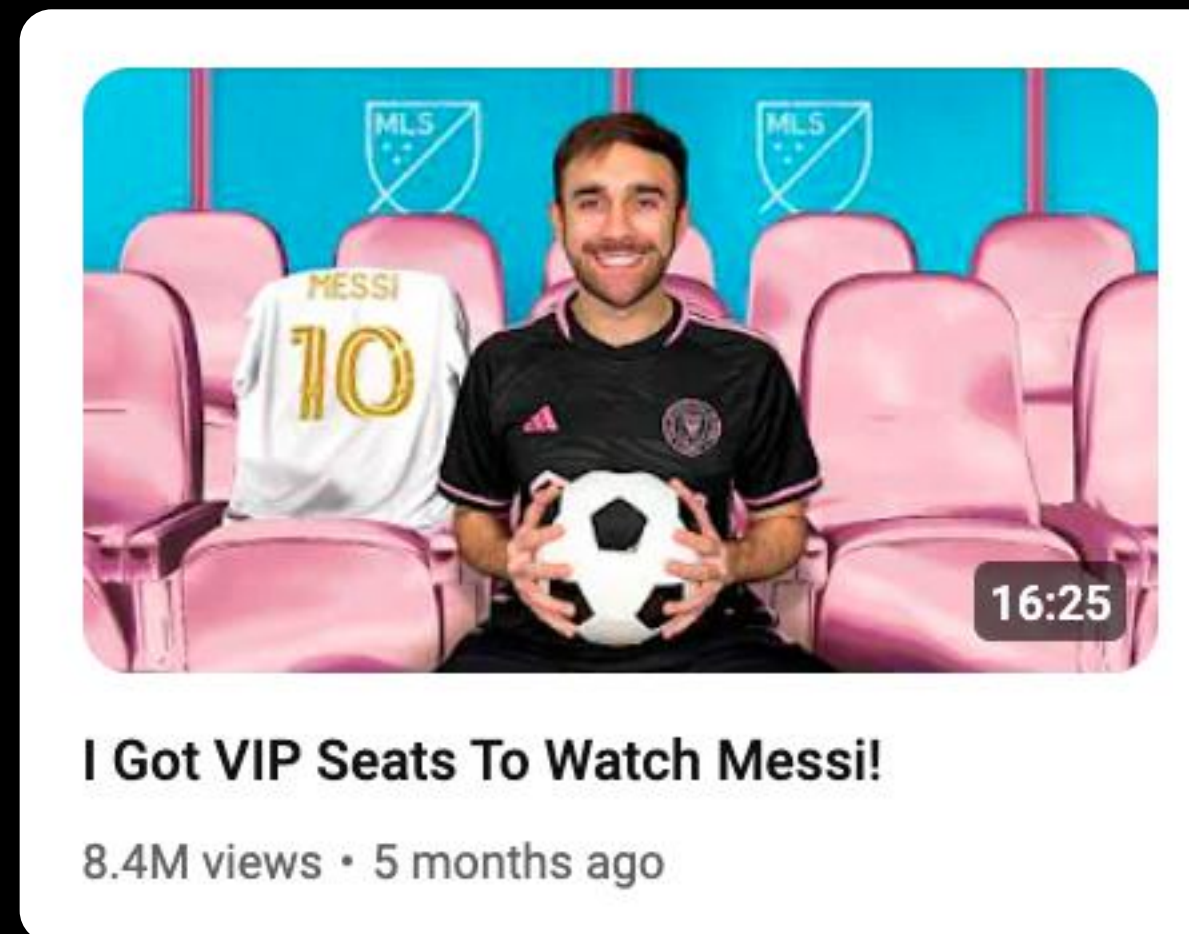 MLS
MLS
MESSI
10
16:25
I Got VIP Seats To Watch Messi!
8.4M views • 5 months ago